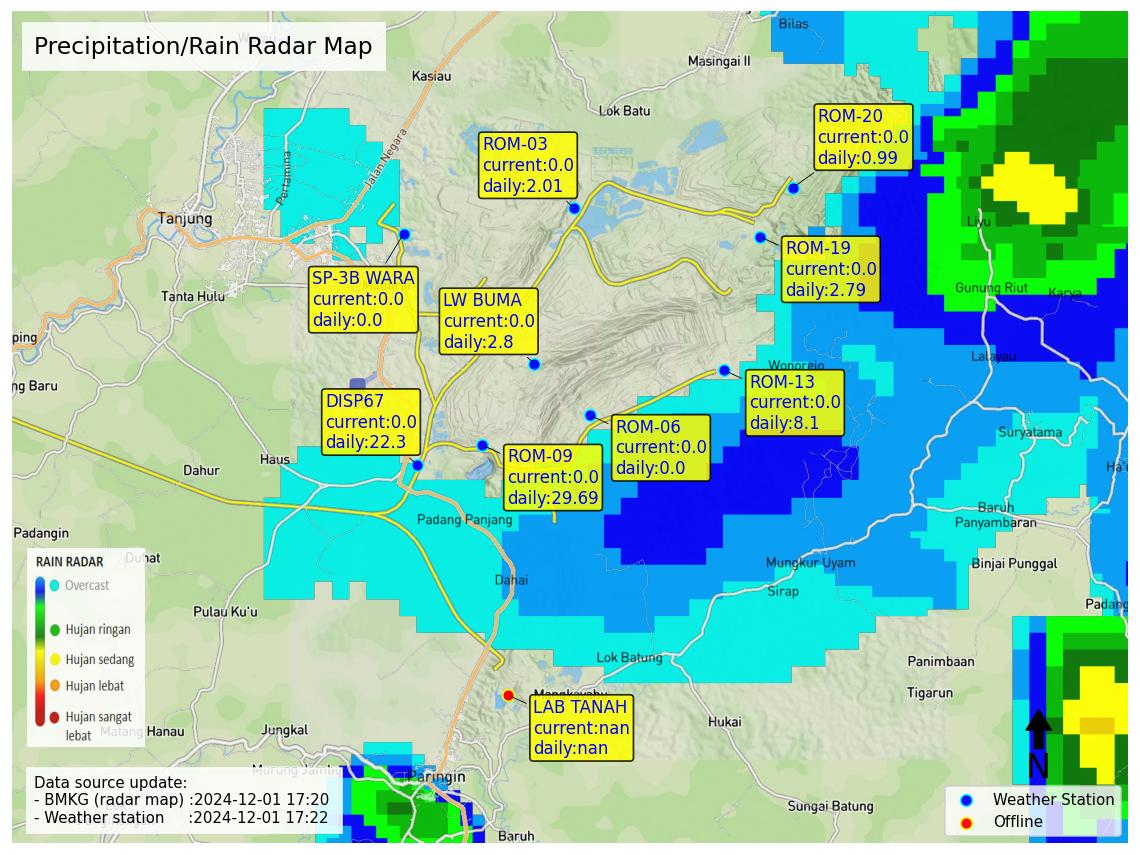 Precipitation/Rain Radar Map
Bilas
Masingai II
Kasiau
Lok Batu
ROM-20
current:0.0
daily:0.99
ROM-03
current:0.0
daily:2.01
Jalan Negara
Pertamina
Tanjung
Liyu
ROM-19
current:0.0
daily:2.79
SP-3B WARA
current:0.0
daily:0.0
LW BUMA
current:0.0
daily:2.8
Tanta Hulu
Gunung Riut
Karya
ping
Lalayau
Wonorejo
ng Baru
ROM-13
current:0.0
daily:8.1
DISP67
current:0.0
daily:22.3
ROM-06
current:0.0
daily:0.0
Suryatama
ROM-09
current:0.0
daily:29.69
Haus
Dahur
Ha'u
Baruh
Panyambaran
Padang Panjang
Padangin
Duhat
Mungkur Uyam
Binjai Punggal
Dahai
Sirap
Padang
Pulau Ku'u
RAIN RADAR
Overcast
Hujan ringan
Hujan sedang
Hujan lebat
Hujan sangat
lebat
Lok Batung
Panimbaan
Tigarun
LAB TANAH
current:nan
daily:nan
Hukai
Matang Hanau
Jungkal
Paringin
Sungai Batung
Baruh
N
Data source update:
- BMKG (radar map) :2024-12-01 17:20
- Weather station :2024-12-01 17:22
Weather Station
Offline